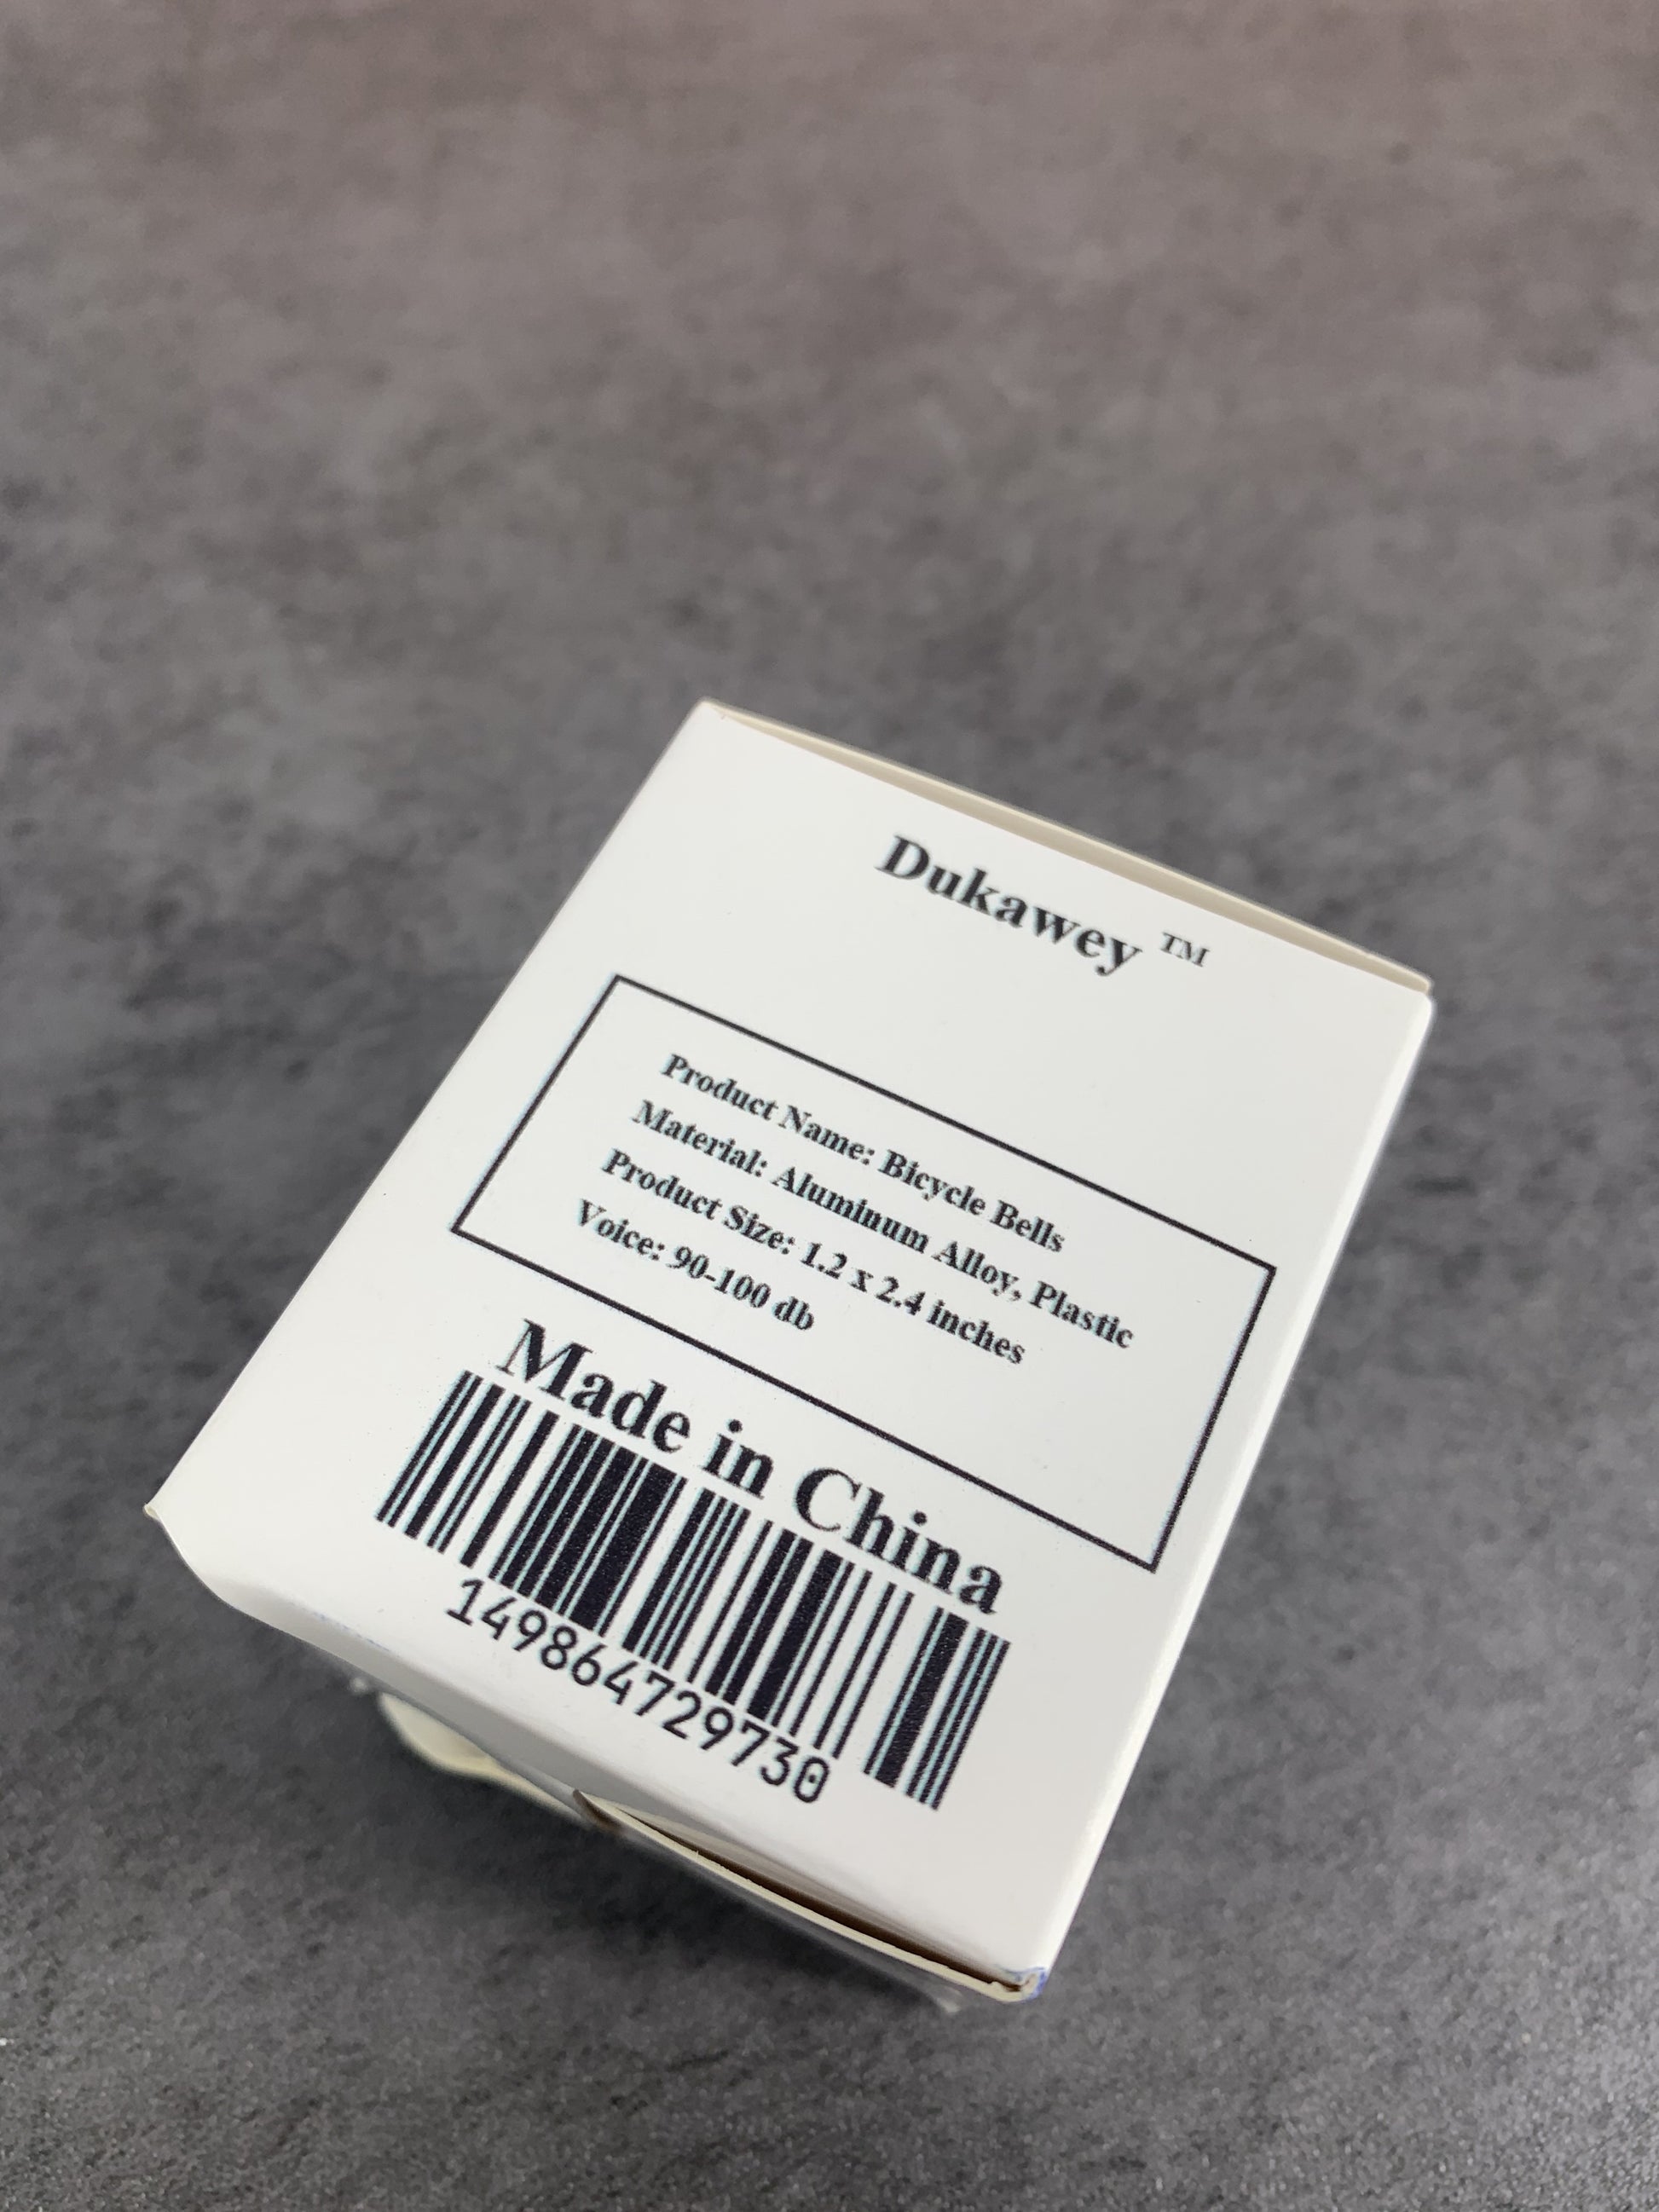 Dukawey ™
Product Name: Bicycle Bells
Material: Aluminum Alloy, Plastic
Product Size: 1.2 x 2.4 inches
Voice: 90-100 db
Made in China
149864729730